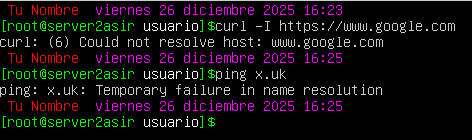 Tu Nombre viernes 26 diciembre 2025 16:23
[root@server2asir usuario]$curl -I https://www.google.com
curl: (6) Could not resolve host: www.google.com
Tu Nombre viernes 26 diciembre 2025 16:25
[root@server2asir usuario]$ping x.uk
ping: x.uk: Temporary failure in name resolution
Tu Nombre viernes 26 diciembre 2025 16:25
[root@server2asir usuario]$